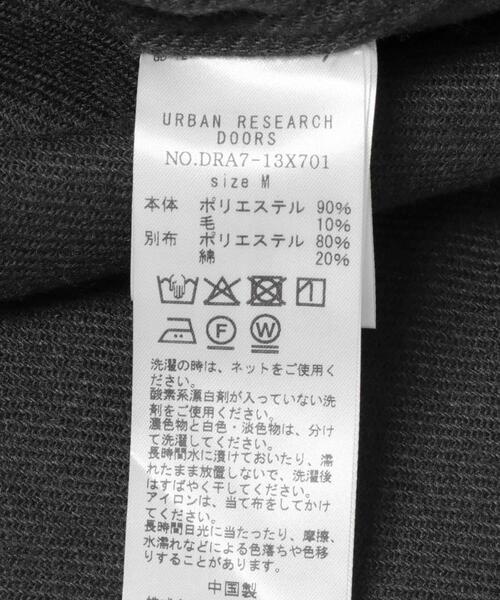 URBAN RESEARCH
DOORS
NO.DRA7-13X701
size M
本体 ポリエステル 90%
毛 10%
別布 ポリエステル 80%
綿 20%
F W
洗濯の時は、ネットをご使用く
ださい。
酸素系漂白剤が入っていない洗
剤をご使用ください。
濃色物と白色・淡色物は、分け
て洗濯してください。
長時間水に漬けておいたり、濡
れたまま放置しないで、洗濯後
はすばやく干してください。
アイロンは、当て布をしてかけ
てください。
長時間日光に当たったり、摩擦、
水濡れなどによる色落ちや色移
りすることがあります。
中国製